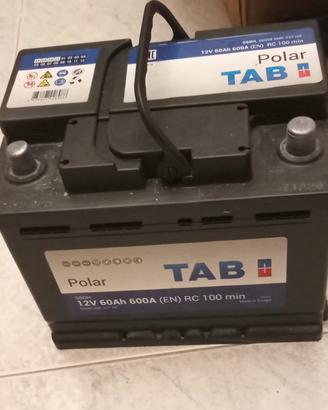 12V 60Ah 600A (EN) RC 100 min
Polar
TAB
Polar
TAB
12V 60Ah 600A (EN) RC 100 min